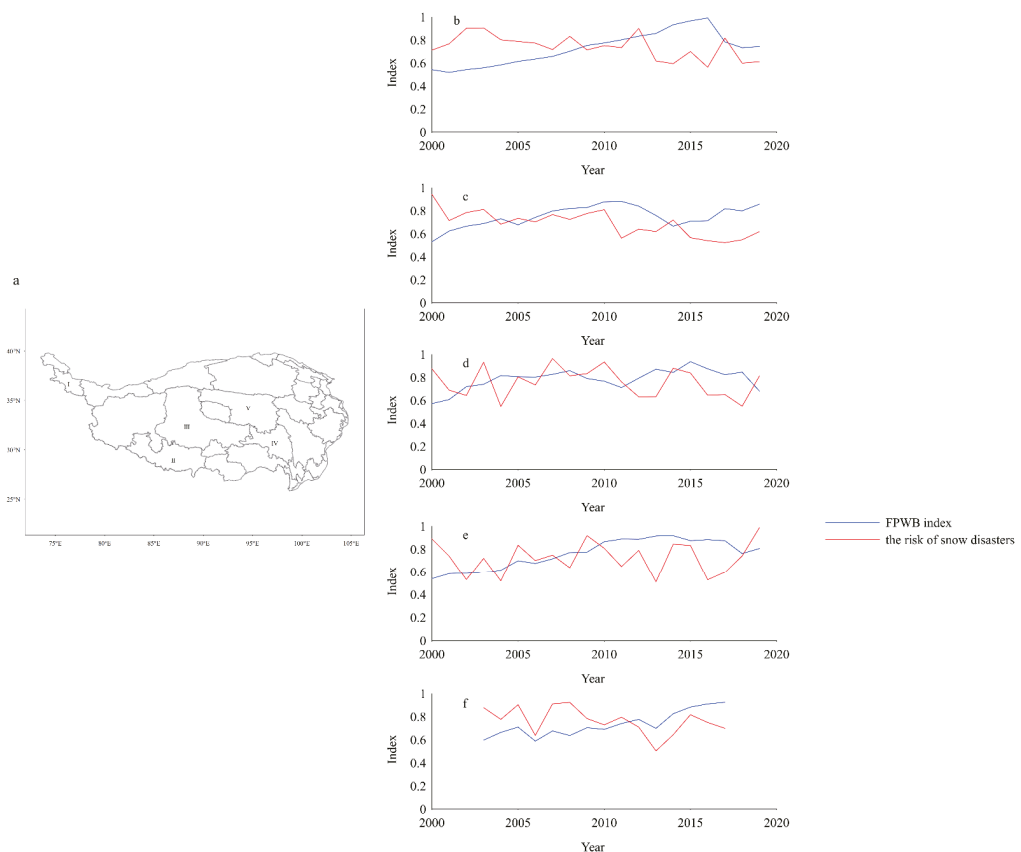 a
40°N
35°N
30°N
25°N
75°E 80°E 85°E 90°E 95°E 100°E 105°E
I
V
III
IV
II
b
Index
1
0.8
0.6
0.4
0.2
0
2000 2005 2010 2015 2020
Year
c
Index
1
0.8
0.6
0.4
0.2
0
2000 2005 2010 2015 2020
Year
d
Index
1
0.8
0.6
0.4
0.2
0
2000 2005 2010 2015 2020
Year
e
Index
1
0.8
0.6
0.4
0.2
0
2000 2005 2010 2015 2020
Year
f
Index
1
0.8
0.6
0.4
0.2
0
2000 2005 2010 2015 2020
Year
FPWB index
the risk of snow disasters